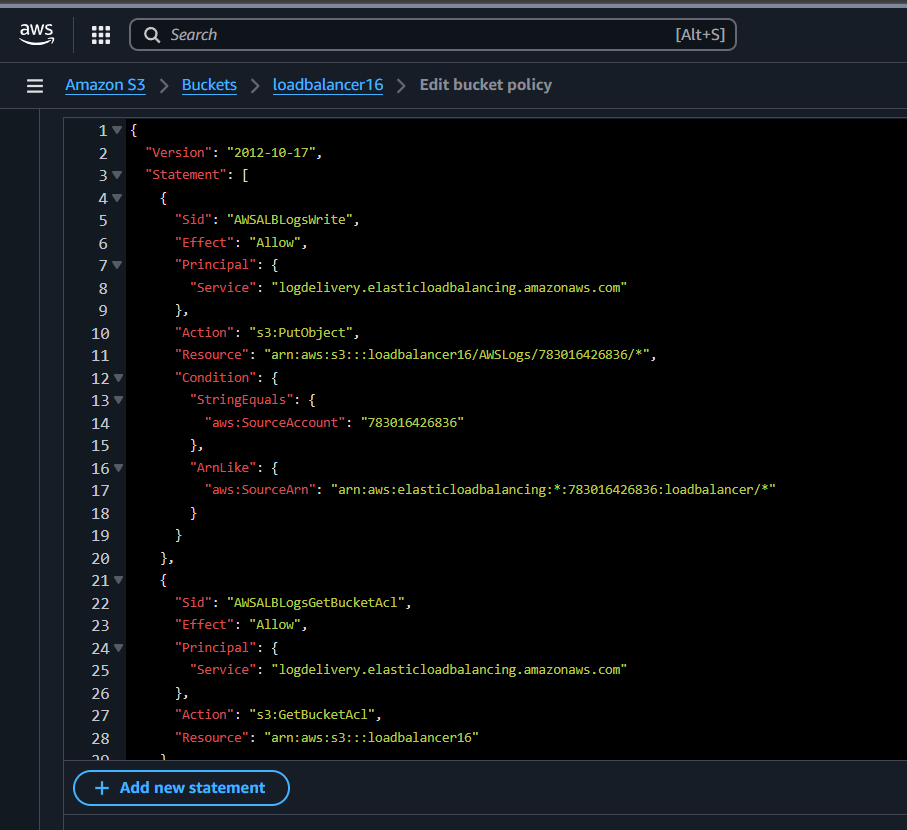 aws
Search [Alt+S]
Amazon S3 > Buckets > loadbalancer16 > Edit bucket policy
1 {
2 "Version": "2012-10-17",
3 "Statement": [
4 {
5 "Sid": "AWSALBLogsWrite",
6 "Effect": "Allow",
7 "Principal": {
8 "Service": "logdelivery.elasticloadbalancing.amazonaws.com"
9 },
10 "Action": "s3:PutObject",
11 "Resource": "arn:aws:s3:::loadbalancer16/AWSLogs/783016426836/*",
12 "Condition": {
13 "StringEquals": {
14 "aws:SourceAccount": "783016426836"
15 },
16 "ArnLike": {
17 "aws:SourceArn": "arn:aws:elasticloadbalancing:*:783016426836:loadbalancer/*"
18 }
19 }
20 },
21 {
22 "Sid": "AWSALBLogsGetBucketAcl",
23 "Effect": "Allow",
24 "Principal": {
25 "Service": "logdelivery.elasticloadbalancing.amazonaws.com"
26 },
27 "Action": "s3:GetBucketAcl",
28 "Resource": "arn:aws:s3:::loadbalancer16"
29 }
+ Add new statement